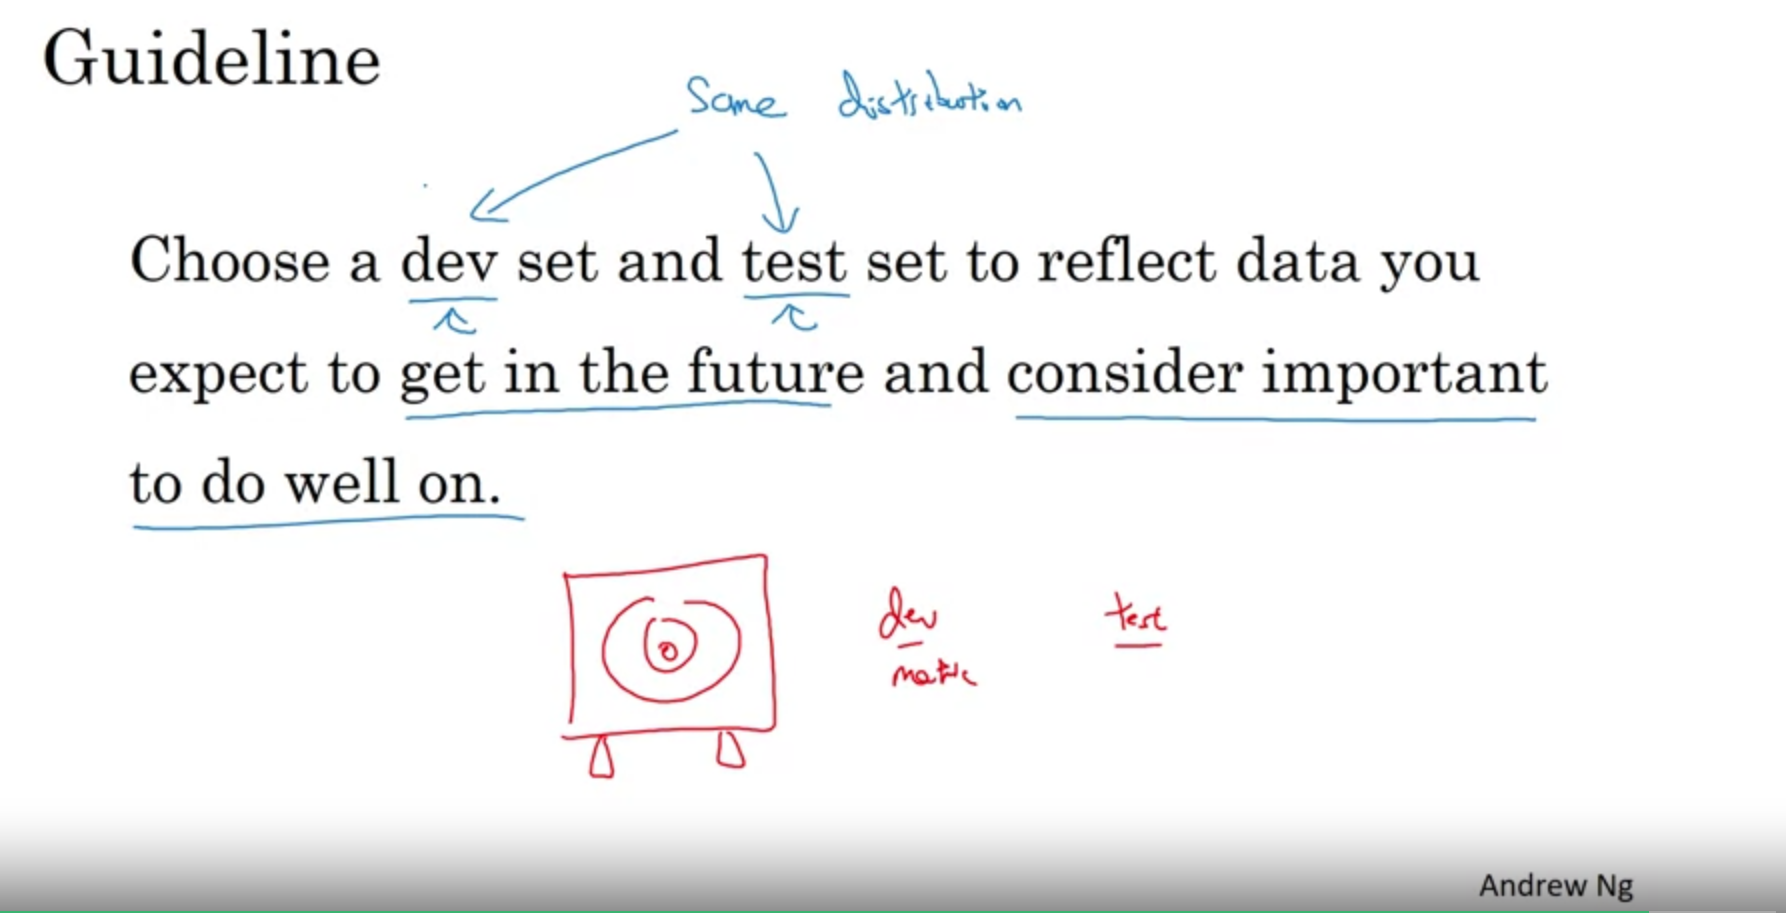 Guideline
Same distribution
Choose a dev set and test set to reflect data you
expect to get in the future and consider important
to do well on.
dev test
metric
Andrew Ng